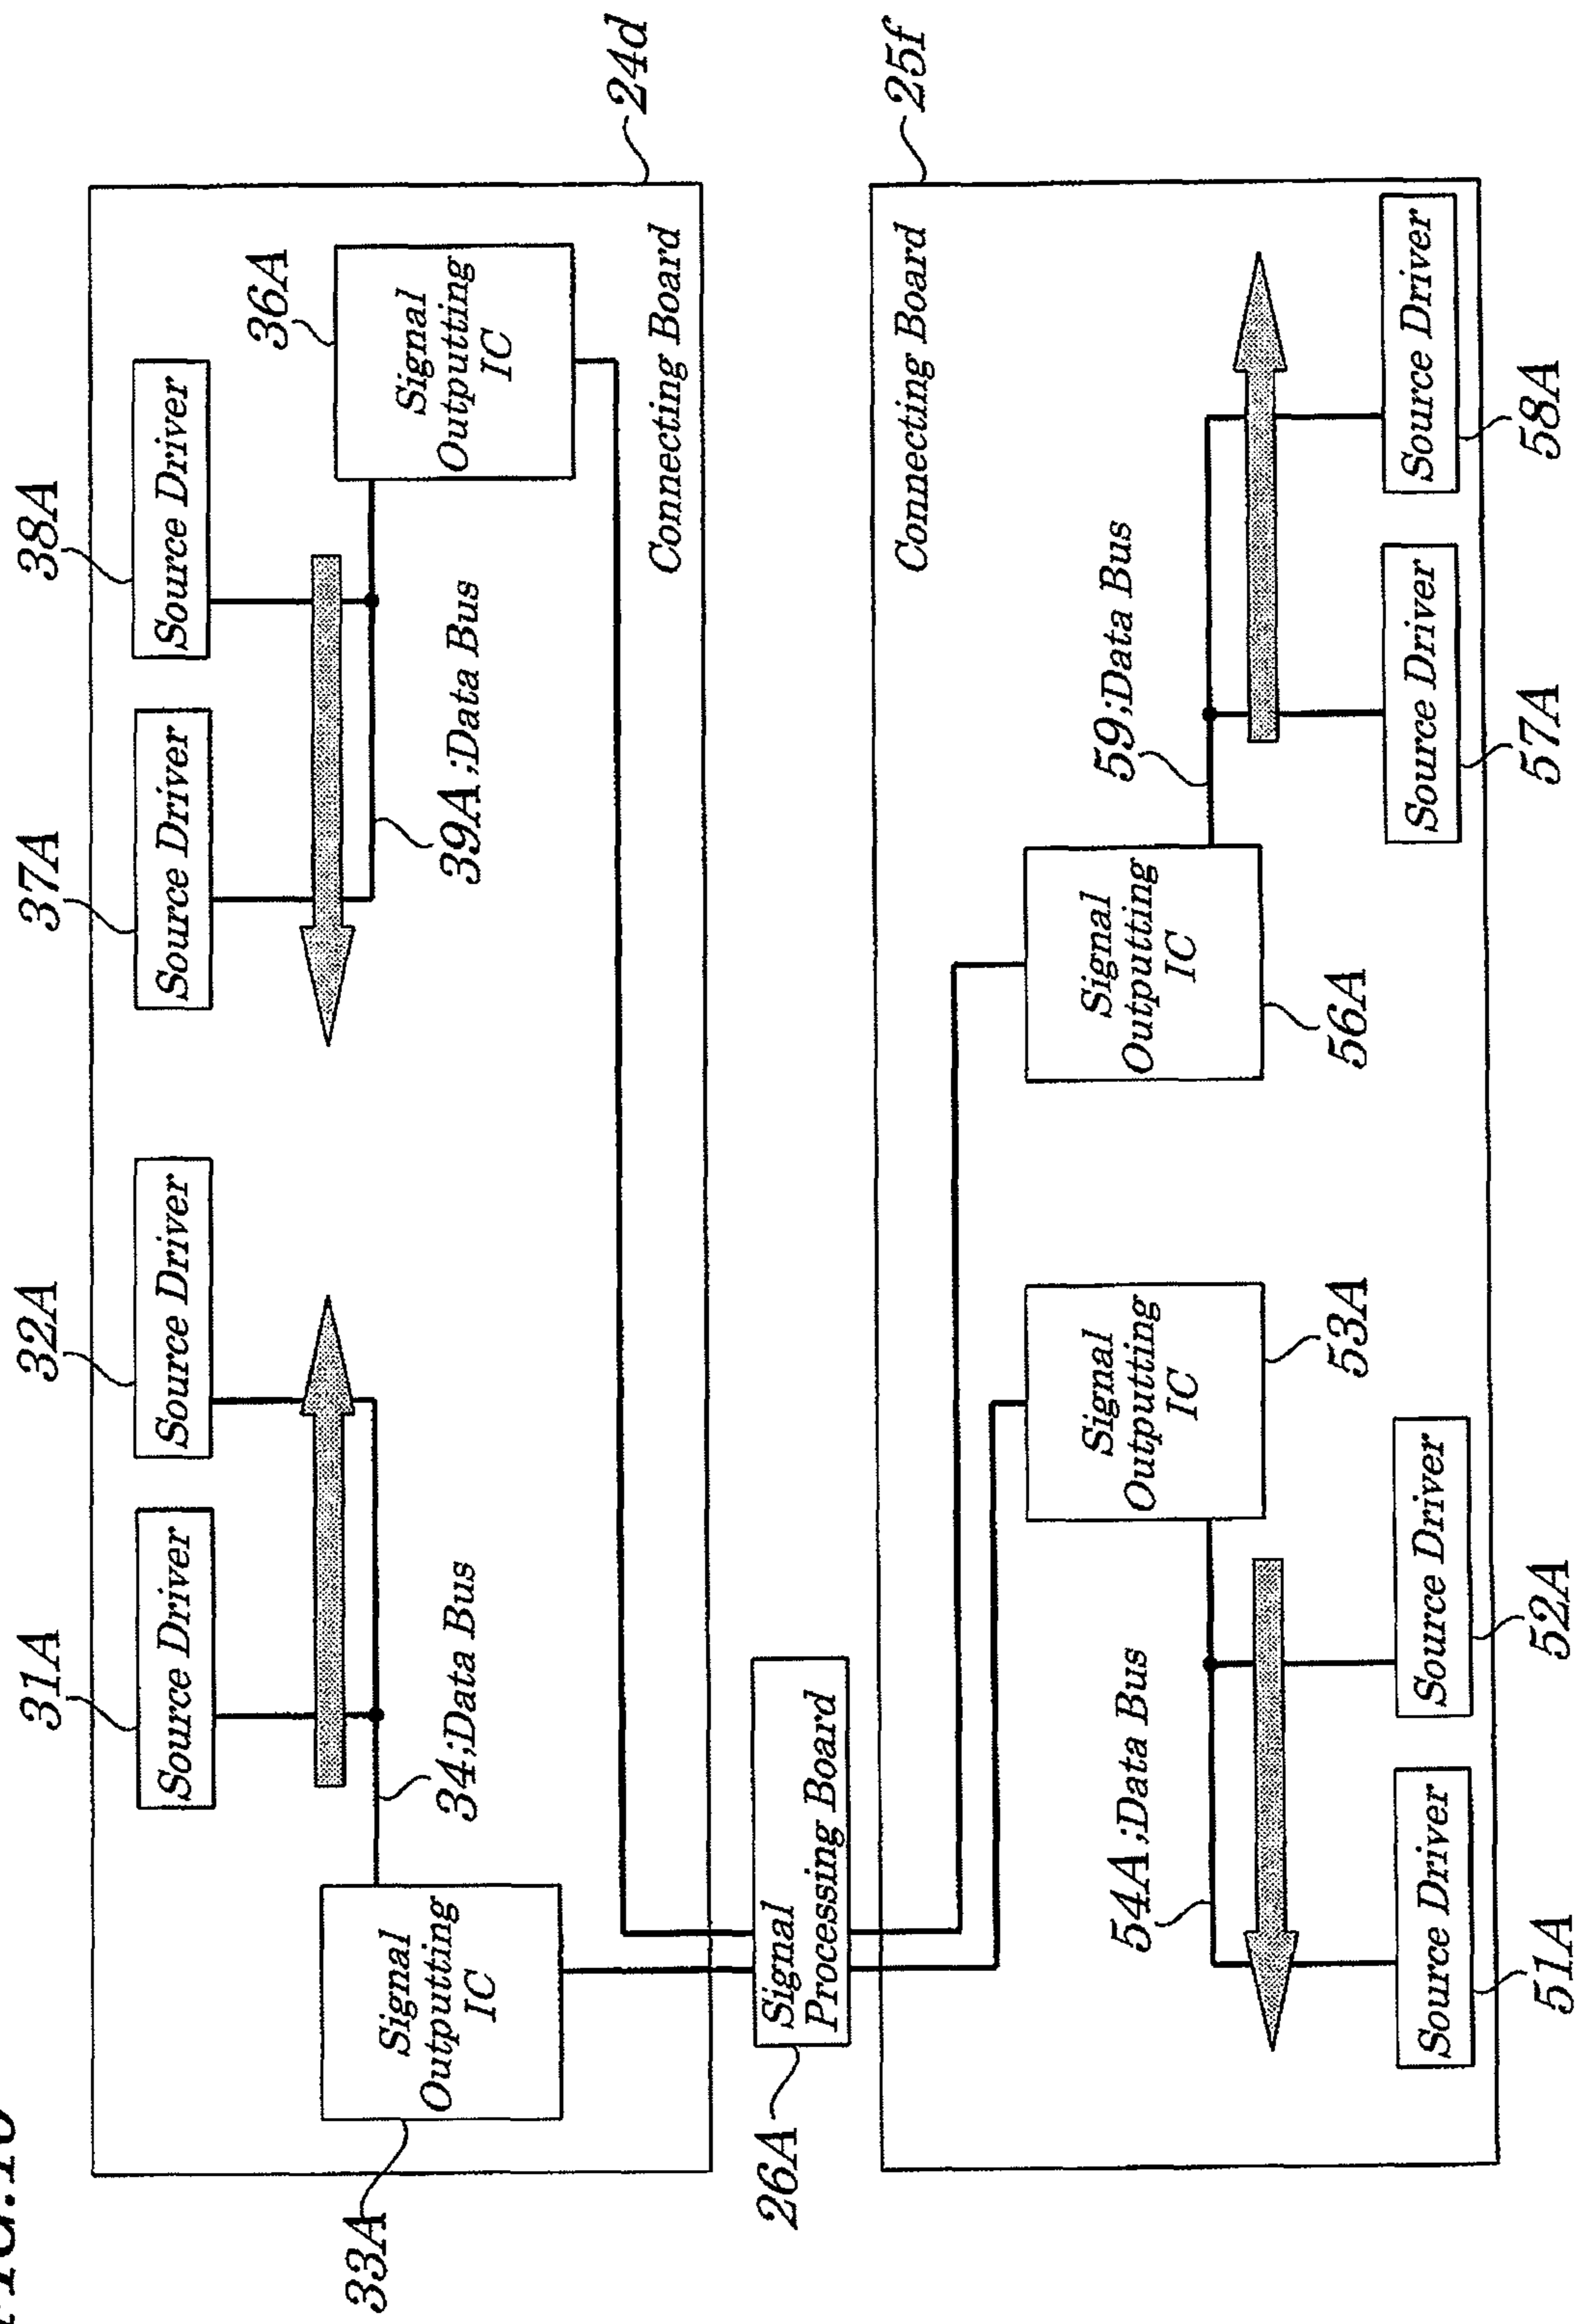 31A
32A
37A
38A
Source Driver
Source Driver
Source Driver
Source Driver
36A
33A
Signal
Outputting
IC
34;Data Bus
39A;Data Bus
Signal
Outputting
IC
Connecting Board
24d
26A
Signal
Processing Board
Connecting Board
25f
54A;Data Bus
Signal
Outputting
IC
Signal
Outputting
IC
59;Data Bus
53A
56A
Source Driver
Source Driver
Source Driver
Source Driver
51A
52A
57A
58A